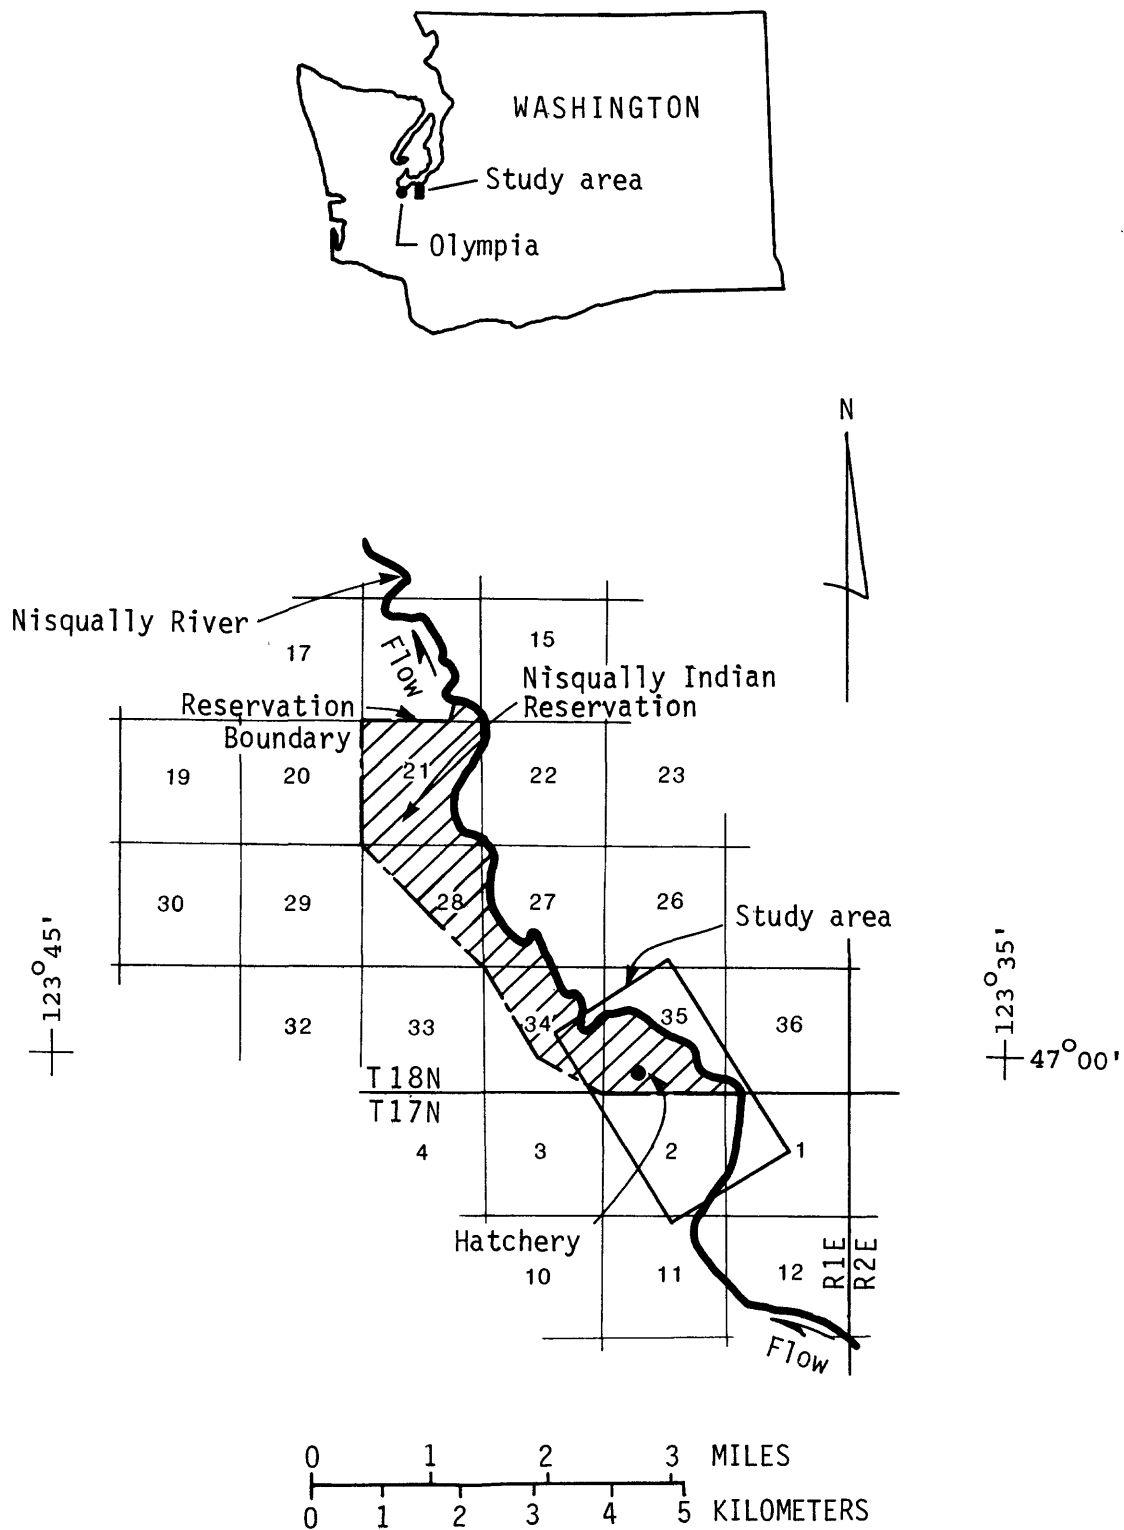 WASHINGTON
Study area
Olympia
N
Nisqually River
Flow
17
15
Nisqually Indian
Reservation
Reservation
Boundary
19
20
21
22
23
30
29
28
27
26
Study area
123°45'
123°35'
47°00'
32
33
34
35
36
T18N
T17N
4
3
2
1
Hatchery
10
11
12
R1E
R2E
Flow
0 1 2 3 MILES
0 1 2 3 4 5 KILOMETERS